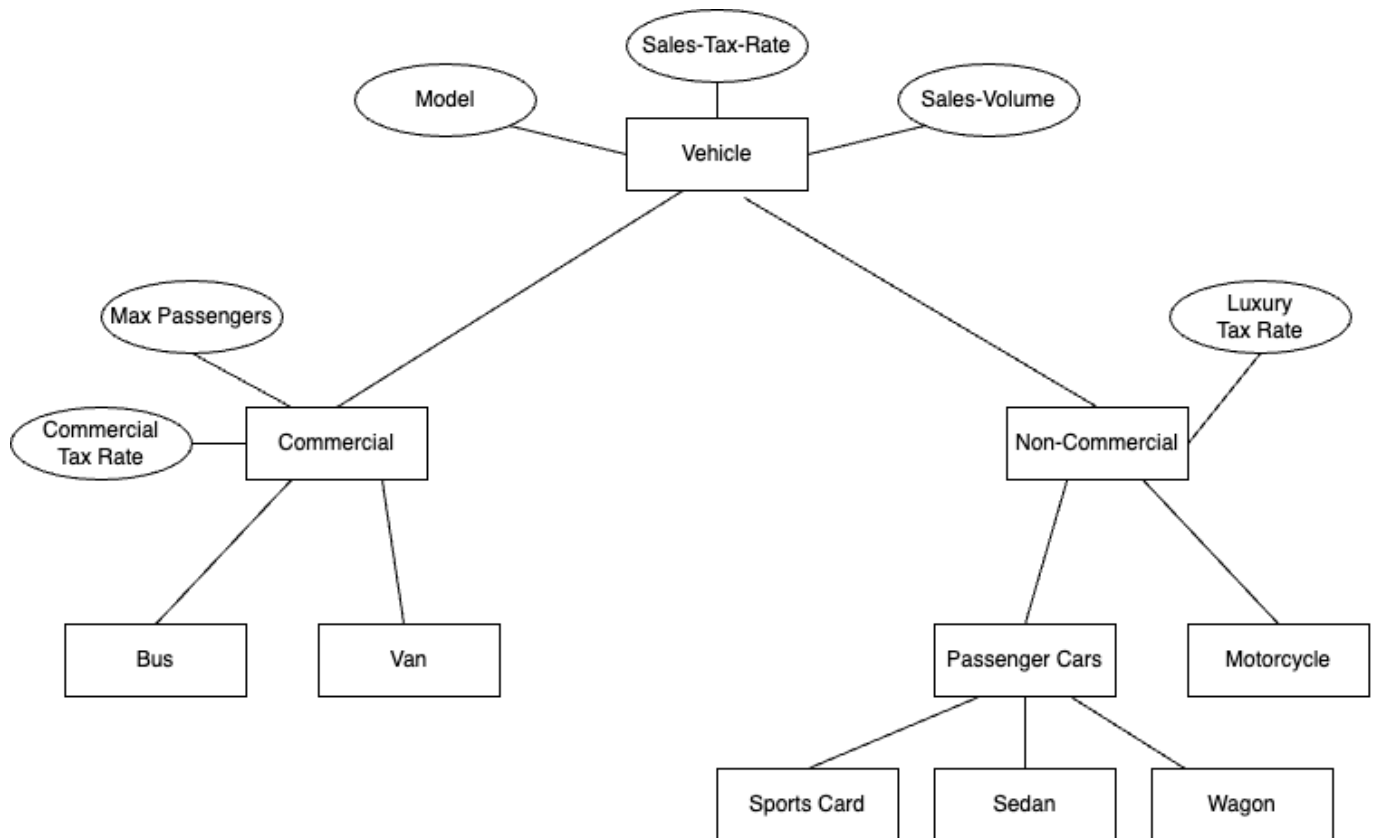 Sales-Tax-Rate
Model
Sales-Volume
Vehicle
Max Passengers
Luxury
Tax Rate
Commercial
Tax Rate
Commercial
Non-Commercial
Bus
Van
Passenger Cars
Motorcycle
Sports Card
Sedan
Wagon